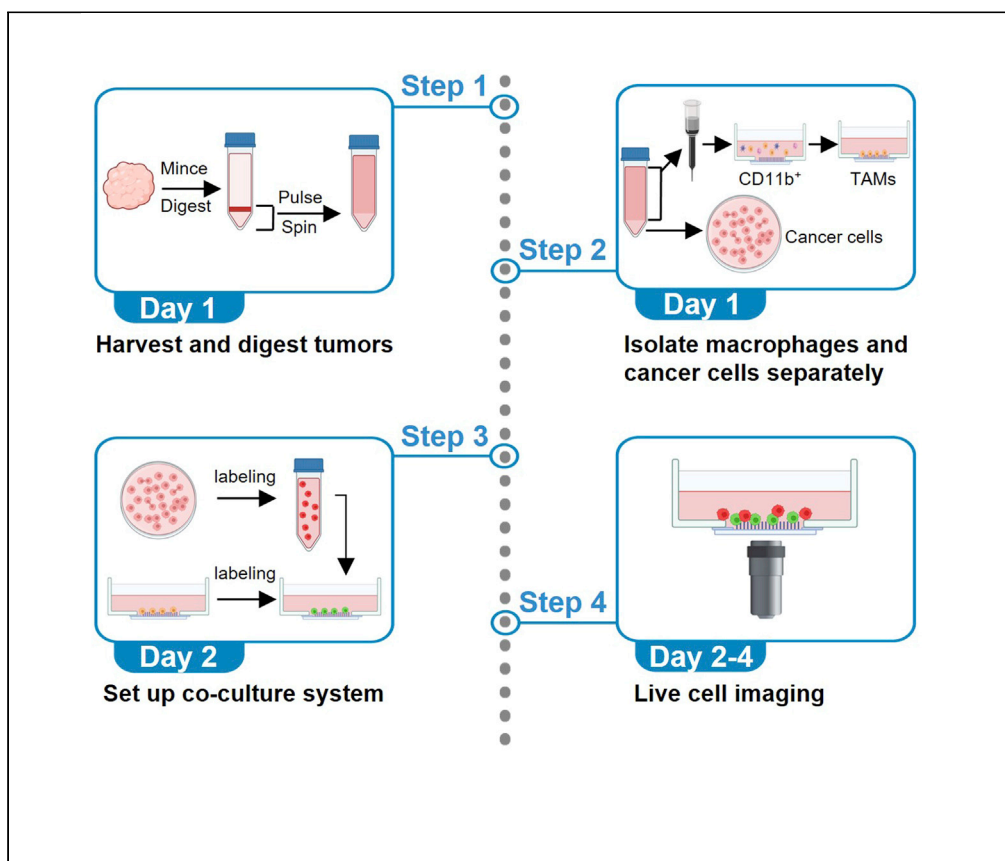 Step 1
Mince
Digest
Pulse
Spin
Day 1
Harvest and digest tumors
Step 2
CD11b⁺
TAMs
Cancer cells
Day 1
Isolate macrophages and
cancer cells separately
Step 3
labeling
labeling
Day 2
Set up co-culture system
Step 4
Day 2-4
Live cell imaging